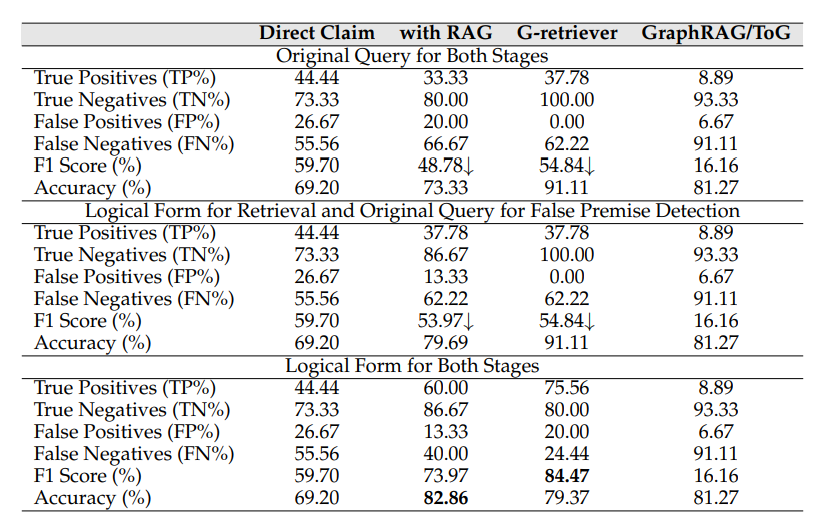 Direct Claim with RAG G-retriever GraphRAG/ToG
Original Query for Both Stages
True Positives (TP%) 44.44 33.33 37.78 8.89
True Negatives (TN%) 73.33 80.00 100.00 93.33
False Positives (FP%) 26.67 20.00 0.00 6.67
False Negatives (FN%) 55.56 66.67 62.22 91.11
F1 Score (%) 59.70 48.78↓ 54.84↓ 16.16
Accuracy (%) 69.20 73.33 91.11 81.27
Logical Form for Retrieval and Original Query for False Premise Detection
True Positives (TP%) 44.44 37.78 37.78 8.89
True Negatives (TN%) 73.33 86.67 100.00 93.33
False Positives (FP%) 26.67 13.33 0.00 6.67
False Negatives (FN%) 55.56 62.22 62.22 91.11
F1 Score (%) 59.70 53.97↓ 54.84↓ 16.16
Accuracy (%) 69.20 79.69 91.11 81.27
Logical Form for Both Stages
True Positives (TP%) 44.44 60.00 75.56 8.89
True Negatives (TN%) 73.33 86.67 80.00 93.33
False Positives (FP%) 26.67 13.33 20.00 6.67
False Negatives (FN%) 55.56 40.00 24.44 91.11
F1 Score (%) 59.70 73.97 84.47 16.16
Accuracy (%) 69.20 82.86 79.37 81.27